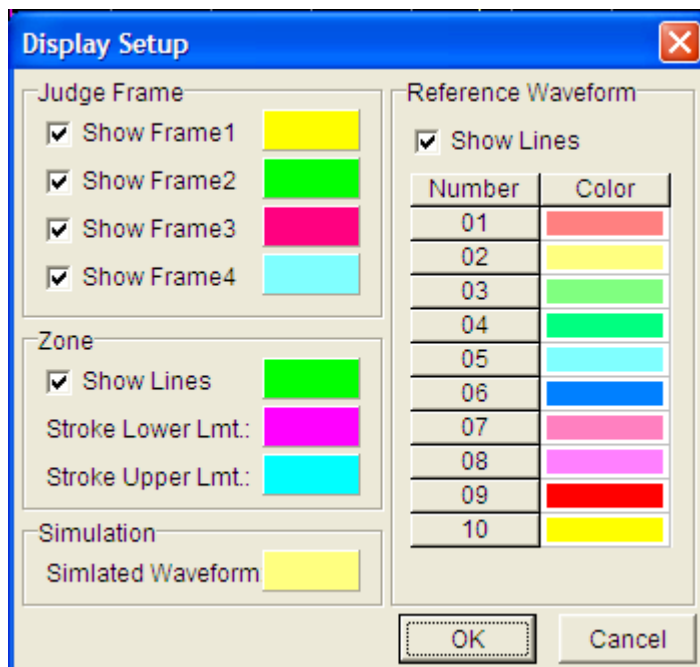 Display Setup
Judge Frame
Show Frame1
Show Frame2
Show Frame3
Show Frame4
Zone
Show Lines
Stroke Lower Lmt.:
Stroke Upper Lmt.:
Simulation
Simlated Waveform
Reference Waveform
Show Lines
Number Color
01
02
03
04
05
06
07
08
09
10
OK Cancel